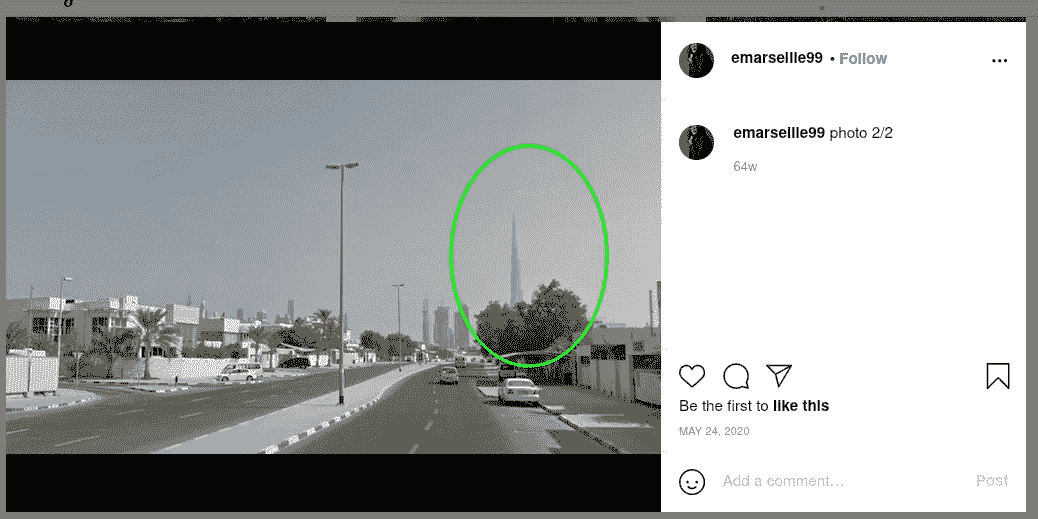 emarseille99 • Follow
emarseille99 photo 2/2
64w
Be the first to like this
MAY 24, 2020
Add a comment...
Post